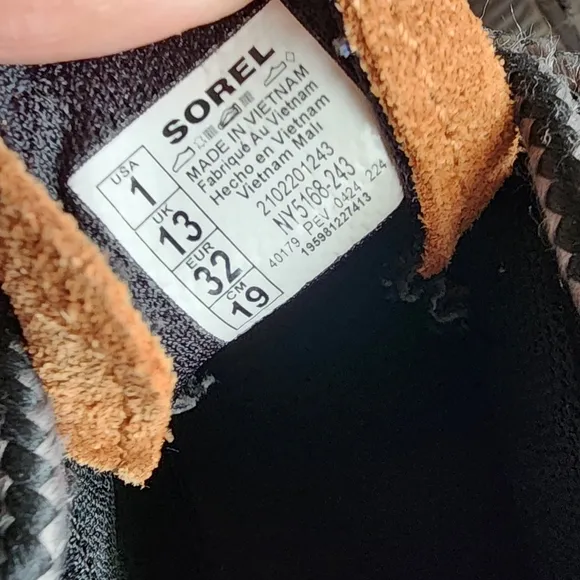 SOREL
MADE IN VIETNAM
Fabriqué Au Vietnam
Hecho en Vietnam
Vietnam Mali
2102201243
NY5168-243
40179 PEV 0424 224
195981227413
USA
1
UK
13
EUR
32
CM
19